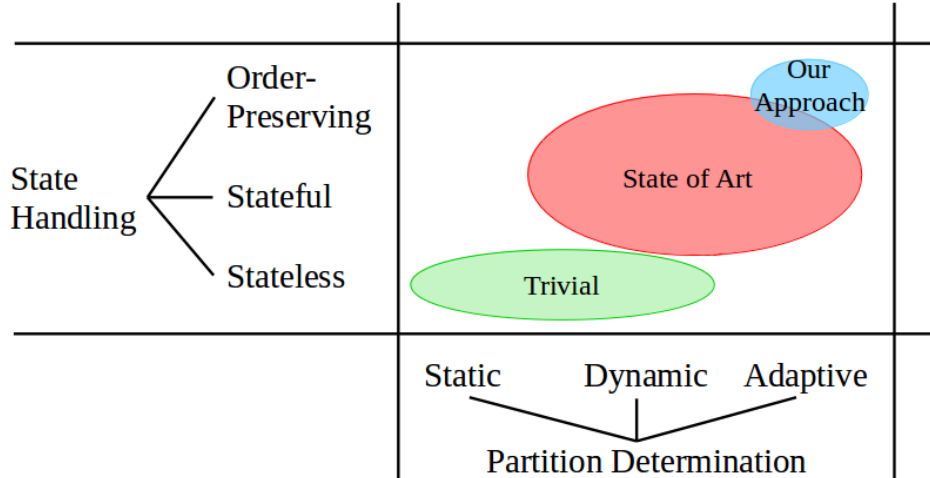 Order-
Preserving
State
Handling
Stateful
Stateless
Our
Approach
State of Art
Trivial
Static
Dynamic
Adaptive
Partition Determination